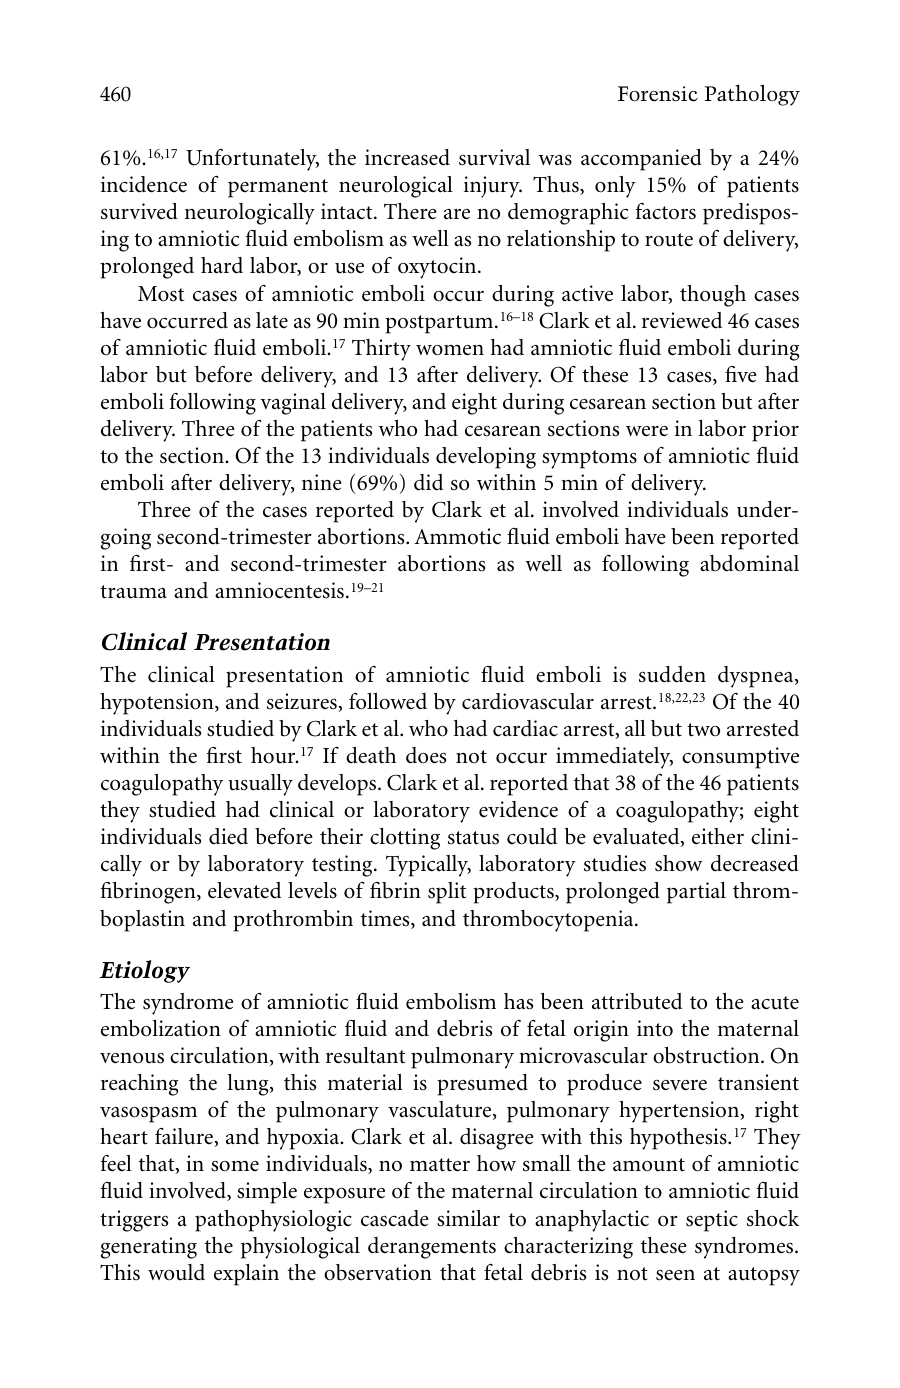 460 Forensic Pathology
61%.16,17 Unfortunately, the increased survival was accompanied by a 24%
incidence of permanent neurological injury. Thus, only 15% of patients
survived neurologically intact. There are no demographic factors predispos-
ing to amniotic fluid embolism as well as no relationship to route of delivery,
prolonged hard labor, or use of oxytocin.
Most cases of amniotic emboli occur during active labor, though cases
have occurred as late as 90 min postpartum.16–18 Clark et al. reviewed 46 cases
of amniotic fluid emboli.17 Thirty women had amniotic fluid emboli during
labor but before delivery, and 13 after delivery. Of these 13 cases, five had
emboli following vaginal delivery, and eight during cesarean section but after
delivery. Three of the patients who had cesarean sections were in labor prior
to the section. Of the 13 individuals developing symptoms of amniotic fluid
emboli after delivery, nine (69%) did so within 5 min of delivery.
Three of the cases reported by Clark et al. involved individuals under-
going second-trimester abortions. Ammotic fluid emboli have been reported
in first- and second-trimester abortions as well as following abdominal
trauma and amniocentesis.19–21
Clinical Presentation
The clinical presentation of amniotic fluid emboli is sudden dyspnea,
hypotension, and seizures, followed by cardiovascular arrest.18,22,23 Of the 40
individuals studied by Clark et al. who had cardiac arrest, all but two arrested
within the first hour.17 If death does not occur immediately, consumptive
coagulopathy usually develops. Clark et al. reported that 38 of the 46 patients
they studied had clinical or laboratory evidence of a coagulopathy; eight
individuals died before their clotting status could be evaluated, either clini-
cally or by laboratory testing. Typically, laboratory studies show decreased
fibrinogen, elevated levels of fibrin split products, prolonged partial throm-
boplastin and prothrombin times, and thrombocytopenia.
Etiology
The syndrome of amniotic fluid embolism has been attributed to the acute
embolization of amniotic fluid and debris of fetal origin into the maternal
venous circulation, with resultant pulmonary microvascular obstruction. On
reaching the lung, this material is presumed to produce severe transient
vasospasm of the pulmonary vasculature, pulmonary hypertension, right
heart failure, and hypoxia. Clark et al. disagree with this hypothesis.17 They
feel that, in some individuals, no matter how small the amount of amniotic
fluid involved, simple exposure of the maternal circulation to amniotic fluid
triggers a pathophysiologic cascade similar to anaphylactic or septic shock
generating the physiological derangements characterizing these syndromes.
This would explain the observation that fetal debris is not seen at autopsy